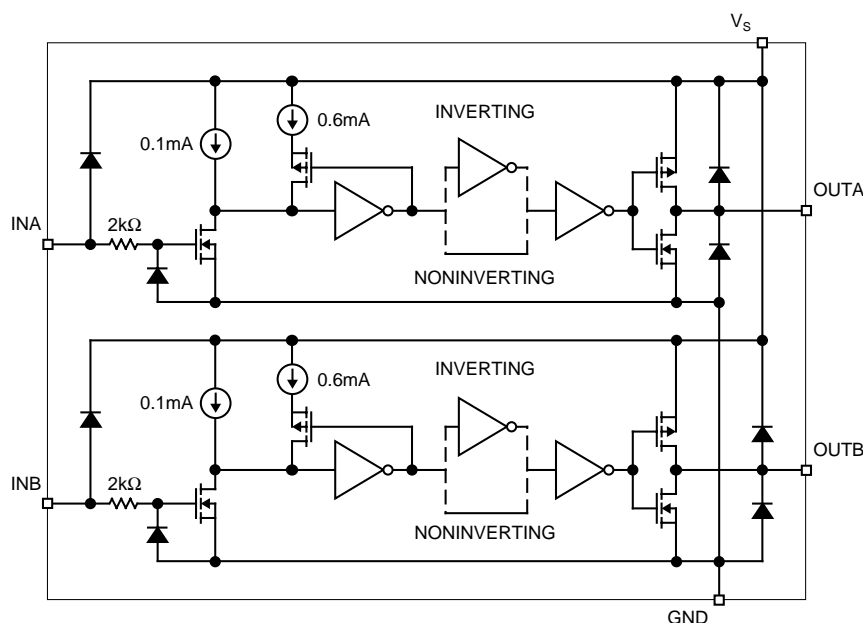 V_S
INVERTING
0.6mA
0.1mA
OUTA
2kΩ
INA
NONINVERTING
INVERTING
0.6mA
0.1mA
OUTB
2kΩ
INB
NONINVERTING
GND